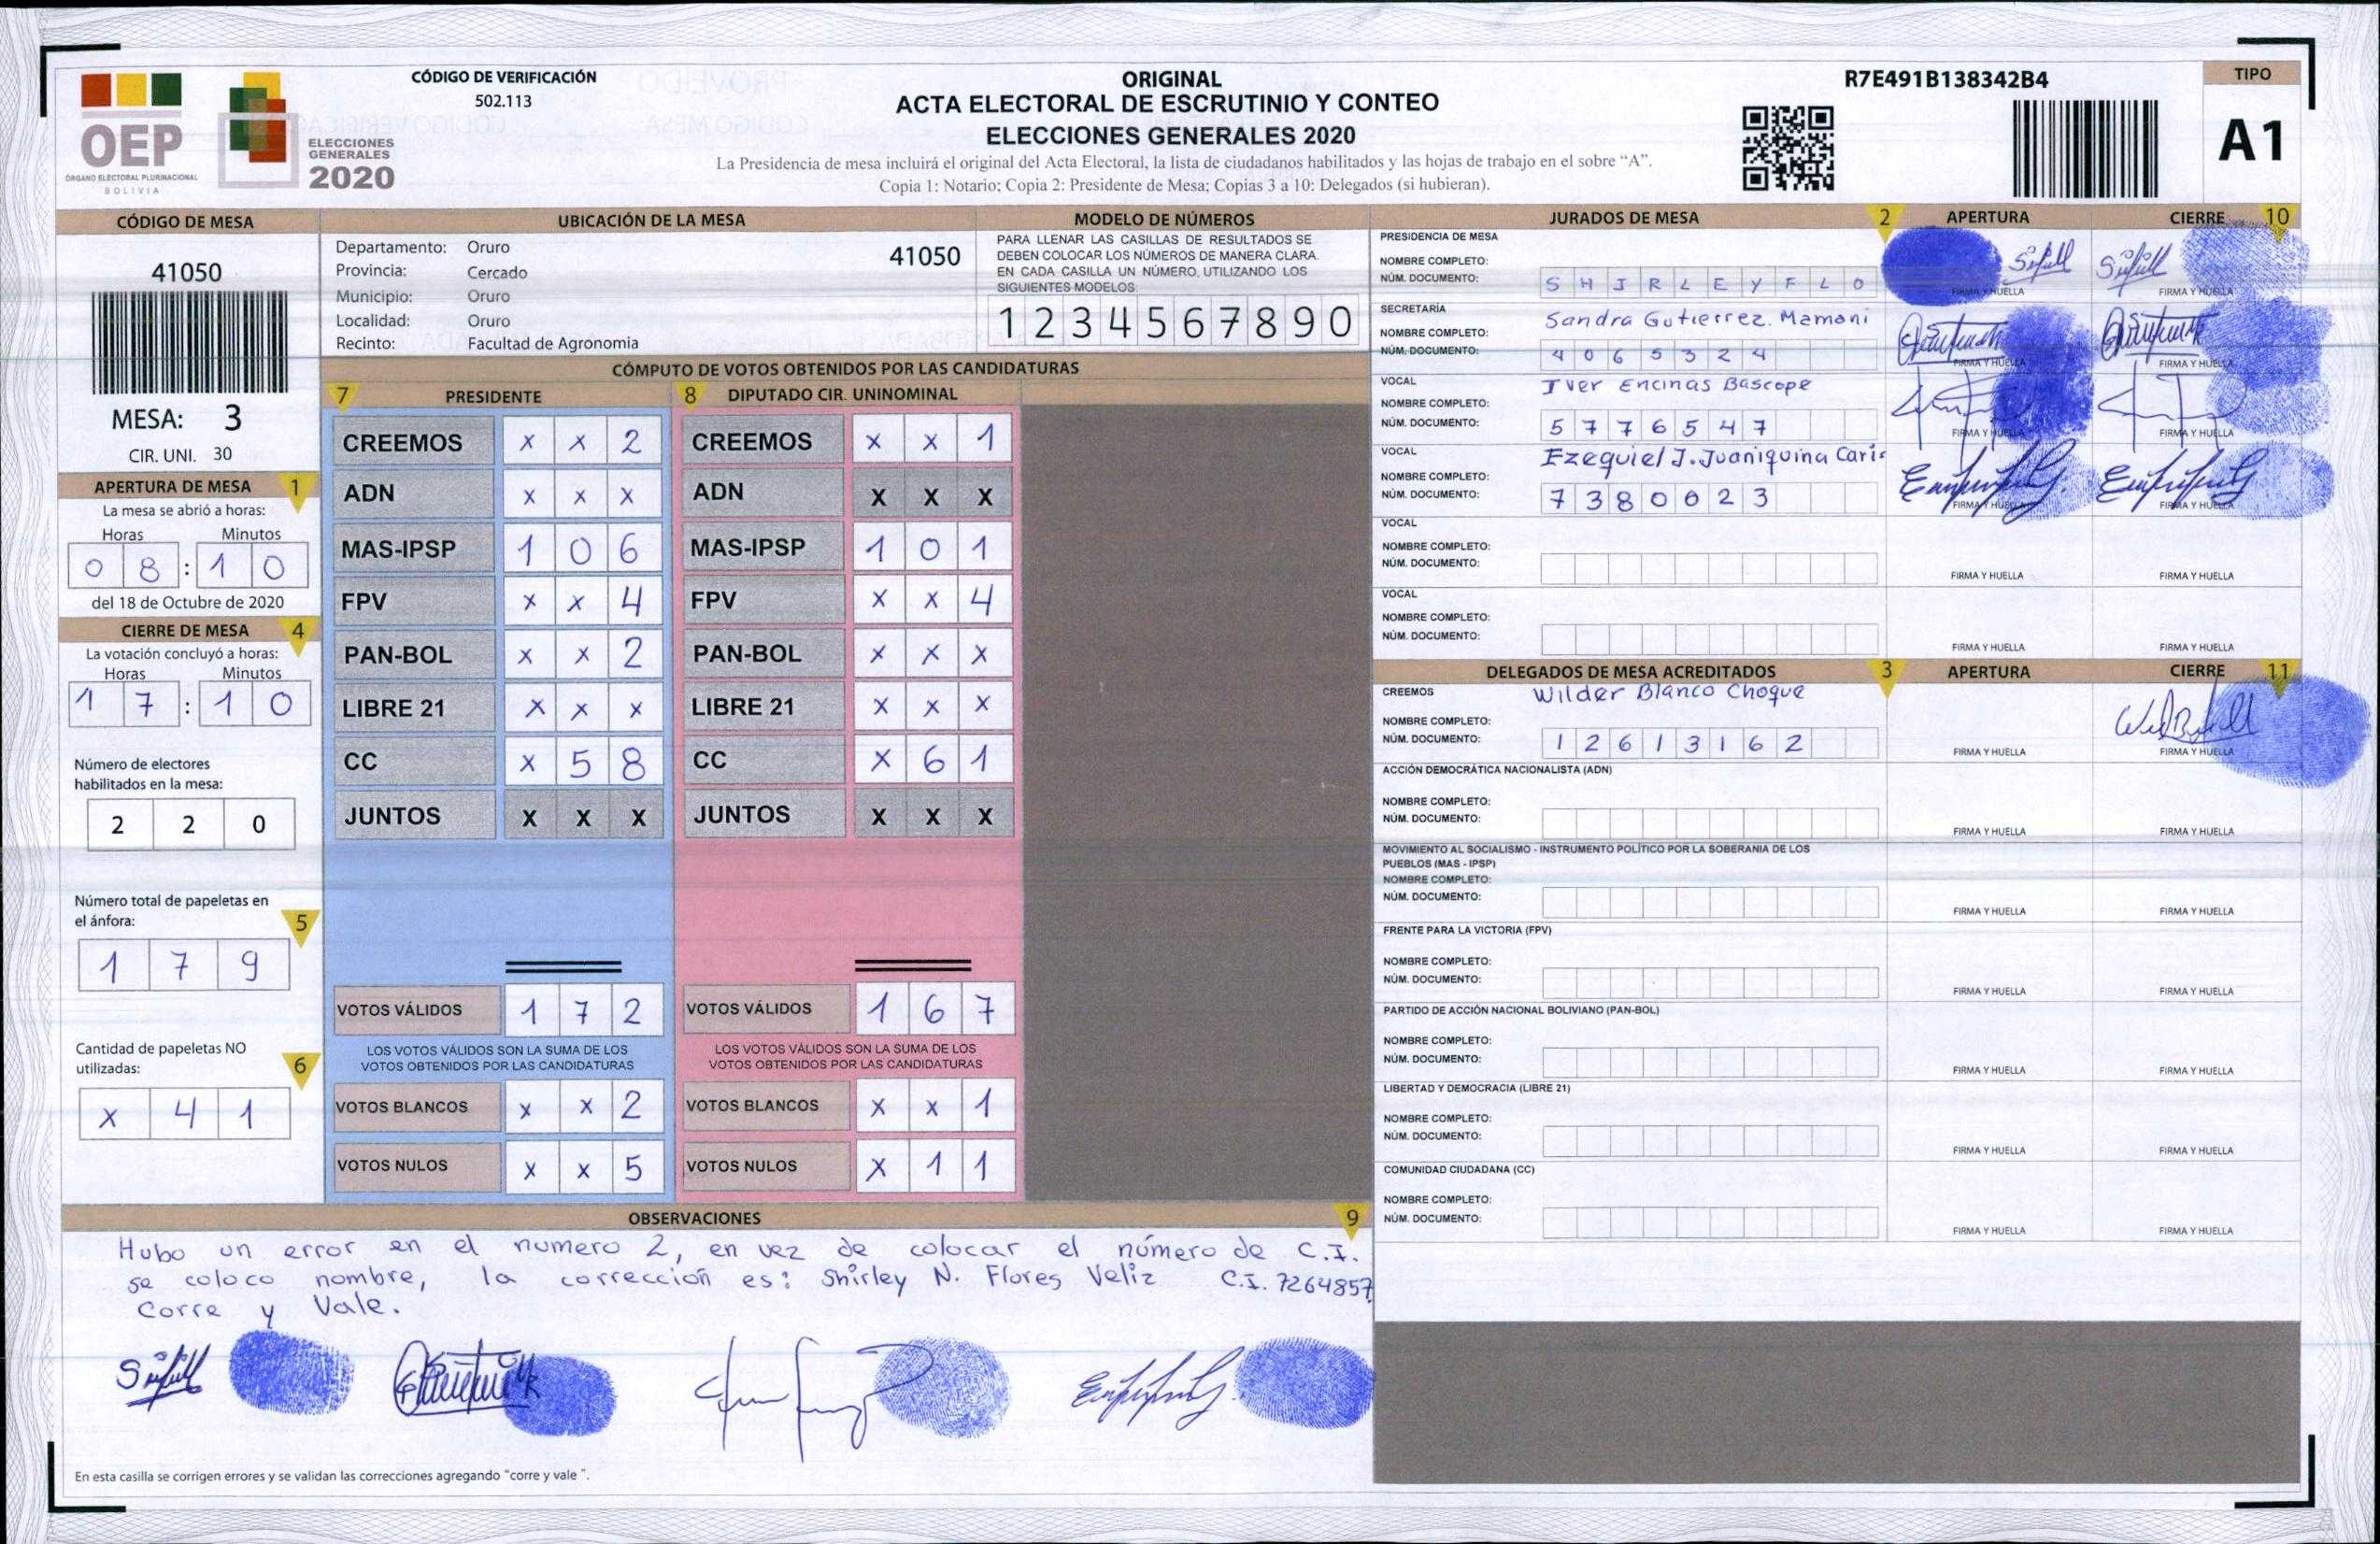 OEP
ÓRGANO ELECTORAL PLURINACIONAL
BOLIVIA
ELECCIONES
GENERALES
2020
CÓDIGO DE VERIFICACIÓN
502.113
ORIGINAL
ACTA ELECTORAL DE ESCRUTINIO Y CONTEO
ELECCIONES GENERALES 2020
La Presidencia de mesa incluirá el original del Acta Electoral, la lista de ciudadanos habilitados y las hojas de trabajo en el sobre “A”.
Copia 1: Notario; Copia 2: Presidente de Mesa; Copias 3 a 10: Delegados (si hubieran).
R7E491B138342B4
TIPO
A1
CÓDIGO DE MESA
41050
MESA: 3
CIR. UNI. 30
APERTURA DE MESA 1
La mesa se abrió a horas:
Horas Minutos
0 8 : 1 0
del 18 de Octubre de 2020
CIERRE DE MESA 4
La votación concluyó a horas:
Horas Minutos
1 7 : 1 0
Número de electores
habilitados en la mesa:
2 2 0
Número total de papeletas en
el ánfora: 5
1 7 9
Cantidad de papeletas NO
utilizadas: 6
x 4 1
UBICACIÓN DE LA MESA
Departamento: Oruro 41050
Provincia: Cercado
Municipio: Oruro
Localidad: Oruro
Recinto: Facultad de Agronomia
MODELO DE NÚMEROS
PARA LLENAR LAS CASILLAS DE RESULTADOS SE
DEBEN COLOCAR LOS NÚMEROS DE MANERA CLARA.
EN CADA CASILLA UN NÚMERO, UTILIZANDO LOS
SIGUIENTES MODELOS:
1 2 3 4 5 6 7 8 9 0
CÓMPUTO DE VOTOS OBTENIDOS POR LAS CANDIDATURAS
7 PRESIDENTE
CREEMOS x x 2
ADN x x x
MAS-IPSP 1 0 6
FPV x x 4
PAN-BOL x x 2
LIBRE 21 x x x
CC x 5 8
JUNTOS X X X
VOTOS VÁLIDOS 1 7 2
LOS VOTOS VÁLIDOS SON LA SUMA DE LOS
VOTOS OBTENIDOS POR LAS CANDIDATURAS
VOTOS BLANCOS x x 2
VOTOS NULOS x x 5
8 DIPUTADO CIR. UNINOMINAL
CREEMOS x x 1
ADN X X X
MAS-IPSP 1 0 1
FPV x x 4
PAN-BOL x x x
LIBRE 21 x x x
CC x 6 1
JUNTOS X X X
VOTOS VÁLIDOS 1 6 7
LOS VOTOS VÁLIDOS SON LA SUMA DE LOS
VOTOS OBTENIDOS POR LAS CANDIDATURAS
VOTOS BLANCOS x x 1
VOTOS NULOS x 1 1
OBSERVACIONES 9
Hubo un error en el numero 2, en vez de colocar el número de C.I.
se coloco nombre, la corrección es: Shirley N. Flores Veliz C.I. 7264857
Corre y Vale.
En esta casilla se corrigen errores y se validan las correcciones agregando “corre y vale ”.
JURADOS DE MESA 2 APERTURA CIERRE 10
PRESIDENCIA DE MESA
NOMBRE COMPLETO:
NÚM. DOCUMENTO: S H I R L E Y F L O
FIRMA Y HUELLA FIRMA Y HUELLA
SECRETARÍA
NOMBRE COMPLETO: Sandra Gutierrez. Mamani
NÚM. DOCUMENTO: 4 0 6 5 3 2 4
FIRMA Y HUELLA FIRMA Y HUELLA
VOCAL
NOMBRE COMPLETO: Iver Encinas Bascope
NÚM. DOCUMENTO: 5 7 7 6 5 4 7
FIRMA Y HUELLA FIRMA Y HUELLA
VOCAL
NOMBRE COMPLETO: Ezequiel J. Juaniquina
NÚM. DOCUMENTO: 7 3 8 0 0 2 3
FIRMA Y HUELLA FIRMA Y HUELLA
VOCAL
NOMBRE COMPLETO:
NÚM. DOCUMENTO:
FIRMA Y HUELLA FIRMA Y HUELLA
VOCAL
NOMBRE COMPLETO:
NÚM. DOCUMENTO:
FIRMA Y HUELLA FIRMA Y HUELLA
DELEGADOS DE MESA ACREDITADOS 3 APERTURA CIERRE 11
CREEMOS
NOMBRE COMPLETO: Wilder Blanco Choque
NÚM. DOCUMENTO: 1 2 6 1 3 1 6 2
FIRMA Y HUELLA FIRMA Y HUELLA
ACCIÓN DEMOCRÁTICA NACIONALISTA (ADN)
NOMBRE COMPLETO:
NÚM. DOCUMENTO:
FIRMA Y HUELLA FIRMA Y HUELLA
MOVIMIENTO AL SOCIALISMO - INSTRUMENTO POLÍTICO POR LA SOBERANIA DE LOS
PUEBLOS (MAS - IPSP)
NOMBRE COMPLETO:
NÚM. DOCUMENTO:
FIRMA Y HUELLA FIRMA Y HUELLA
FRENTE PARA LA VICTORIA (FPV)
NOMBRE COMPLETO:
NÚM. DOCUMENTO:
FIRMA Y HUELLA FIRMA Y HUELLA
PARTIDO DE ACCIÓN NACIONAL BOLIVIANO (PAN-BOL)
NOMBRE COMPLETO:
NÚM. DOCUMENTO:
FIRMA Y HUELLA FIRMA Y HUELLA
LIBERTAD Y DEMOCRACIA (LIBRE 21)
NOMBRE COMPLETO:
NÚM. DOCUMENTO:
FIRMA Y HUELLA FIRMA Y HUELLA
COMUNIDAD CIUDADANA (CC)
NOMBRE COMPLETO:
NÚM. DOCUMENTO:
FIRMA Y HUELLA FIRMA Y HUELLA